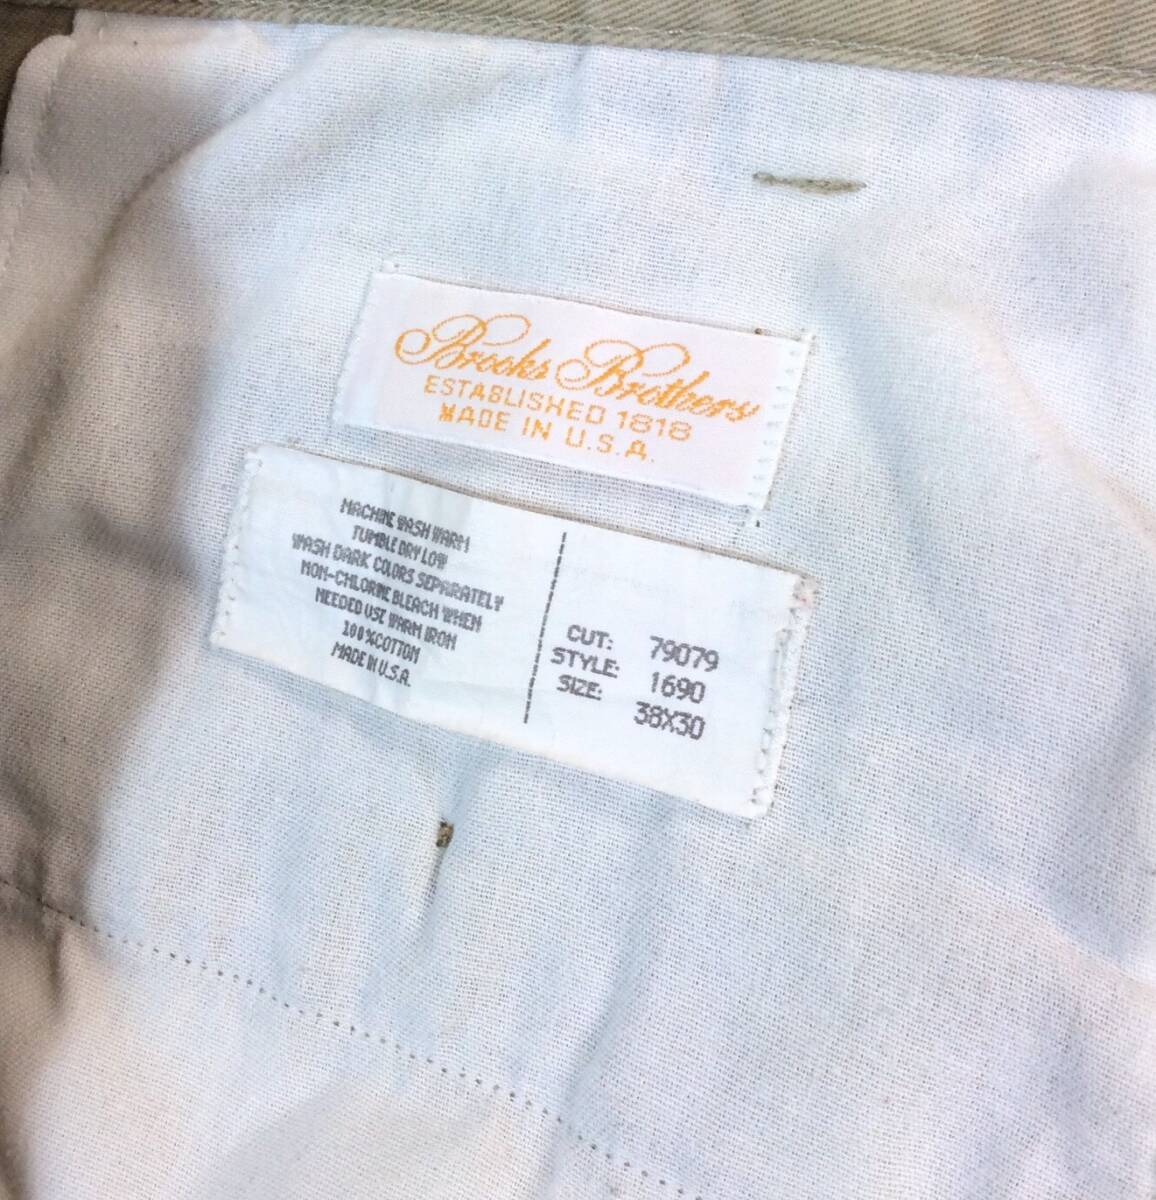 Brooks Brothers
ESTABLISHED 1818
MADE IN U.S.A.
MACHINE WASH WARM
TUMBLE DRY LOW
WASH DARK COLORS SEPARATELY
NON-CHLORINE BLEACH WHEN
NEEDED USE WARM IRON
100%COTTON
MADE IN U.S.A.
CUT: 79079
STYLE: 1690
SIZE: 38X30